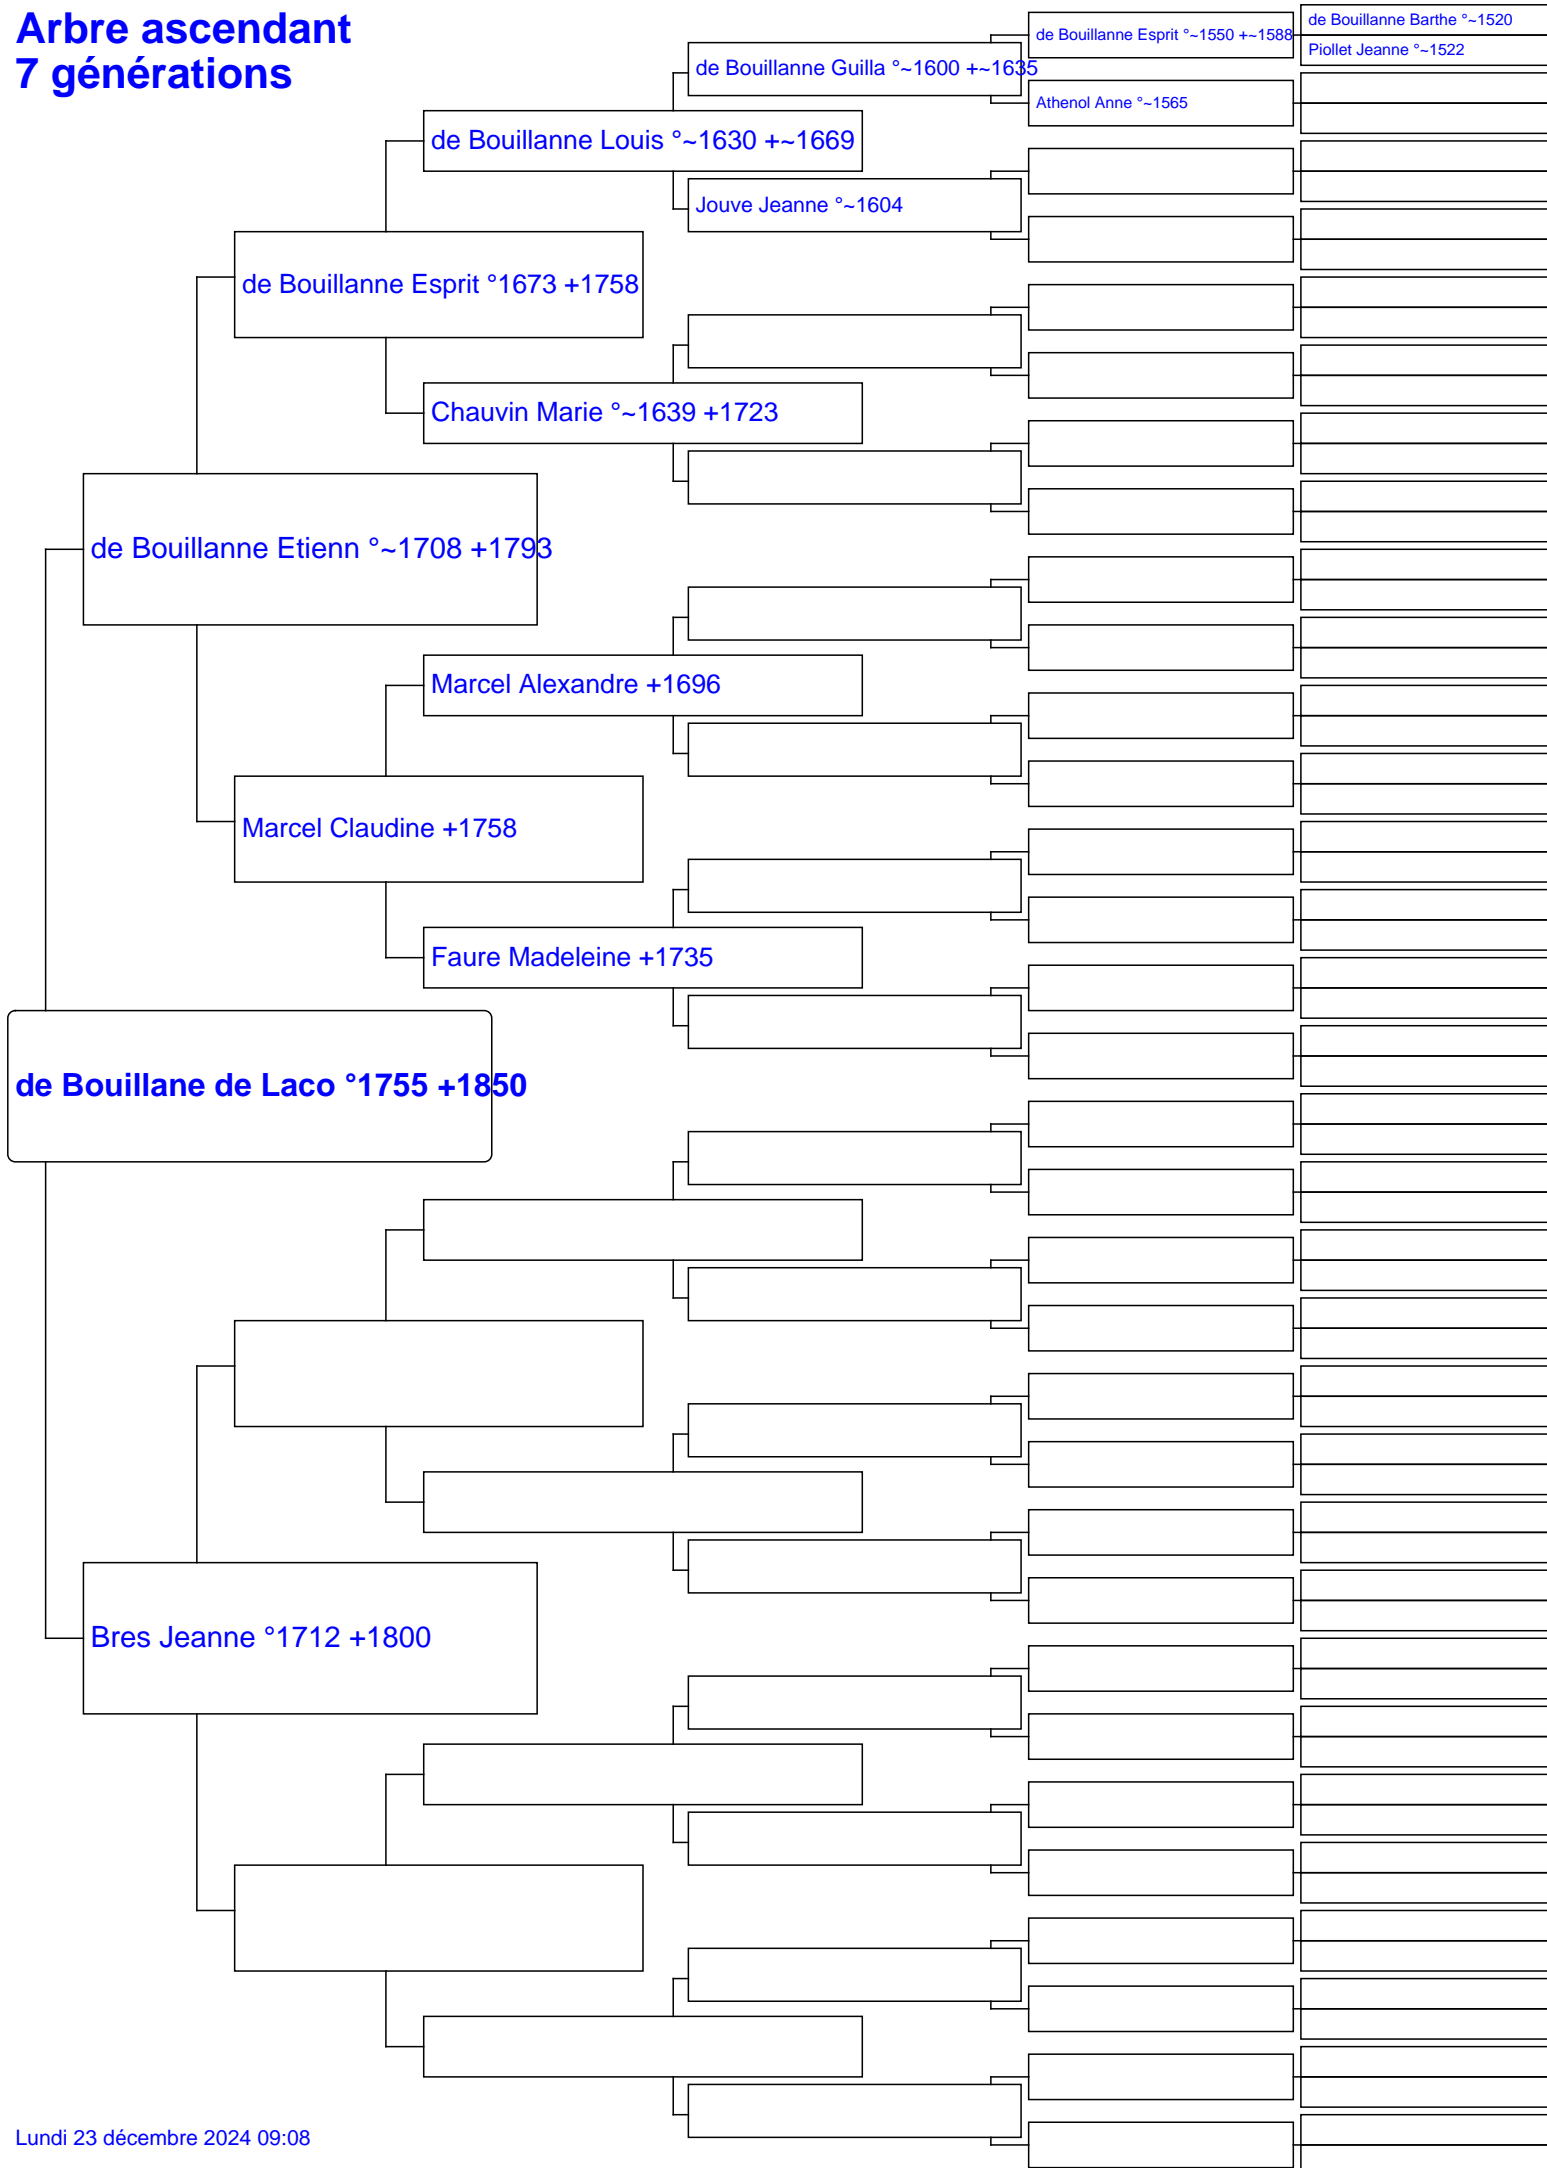 Arbre ascendant
7 générations
de Bouillanne Barthe °~1520
de Bouillanne Esprit °~1550 +~1588
Piollet Jeanne °~1522
de Bouillanne Guilla °~1600 +~1635
Athenol Anne °~1565
de Bouillanne Louis °~1630 +~1669
Jouve Jeanne °~1604
de Bouillanne Esprit °1673 +1758
Chauvin Marie °~1639 +1723
de Bouillanne Etienn °~1708 +1793
Marcel Alexandre +1696
Marcel Claudine +1758
Faure Madeleine +1735
de Bouillane de Laco °1755 +1850
Bres Jeanne °1712 +1800
Lundi 23 décembre 2024 09:08